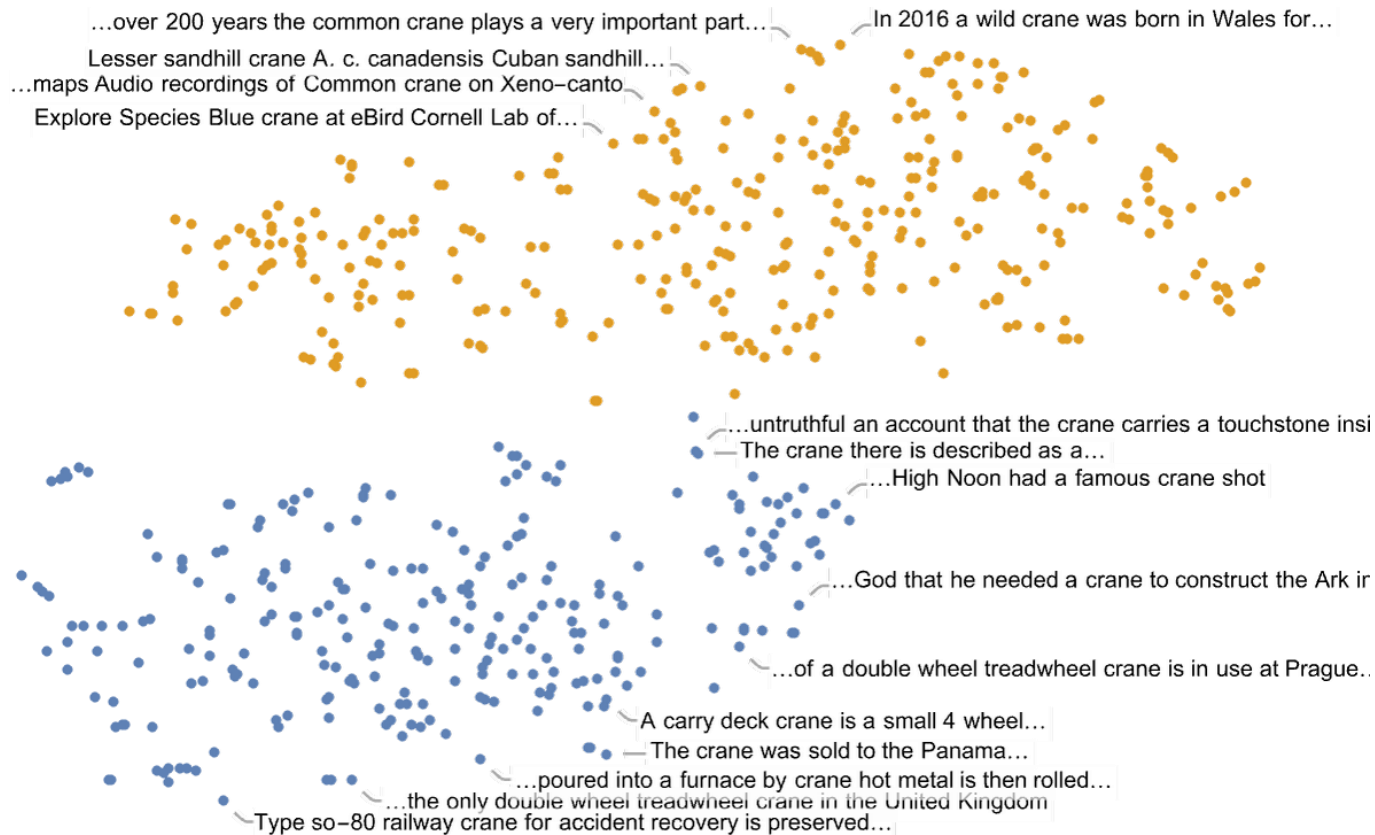 …over 200 years the common crane plays a very important part…
In 2016 a wild crane was born in Wales for…
Lesser sandhill crane A. c. canadensis Cuban sandhill…
…maps Audio recordings of Common crane on Xeno−canto
Explore Species Blue crane at eBird Cornell Lab of…
…untruthful an account that the crane carries a touchstone insi
The crane there is described as a…
…High Noon had a famous crane shot
…God that he needed a crane to construct the Ark in
…of a double wheel treadwheel crane is in use at Prague…
A carry deck crane is a small 4 wheel…
The crane was sold to the Panama…
…poured into a furnace by crane hot metal is then rolled…
…the only double wheel treadwheel crane in the United Kingdom
Type so−80 railway crane for accident recovery is preserved…